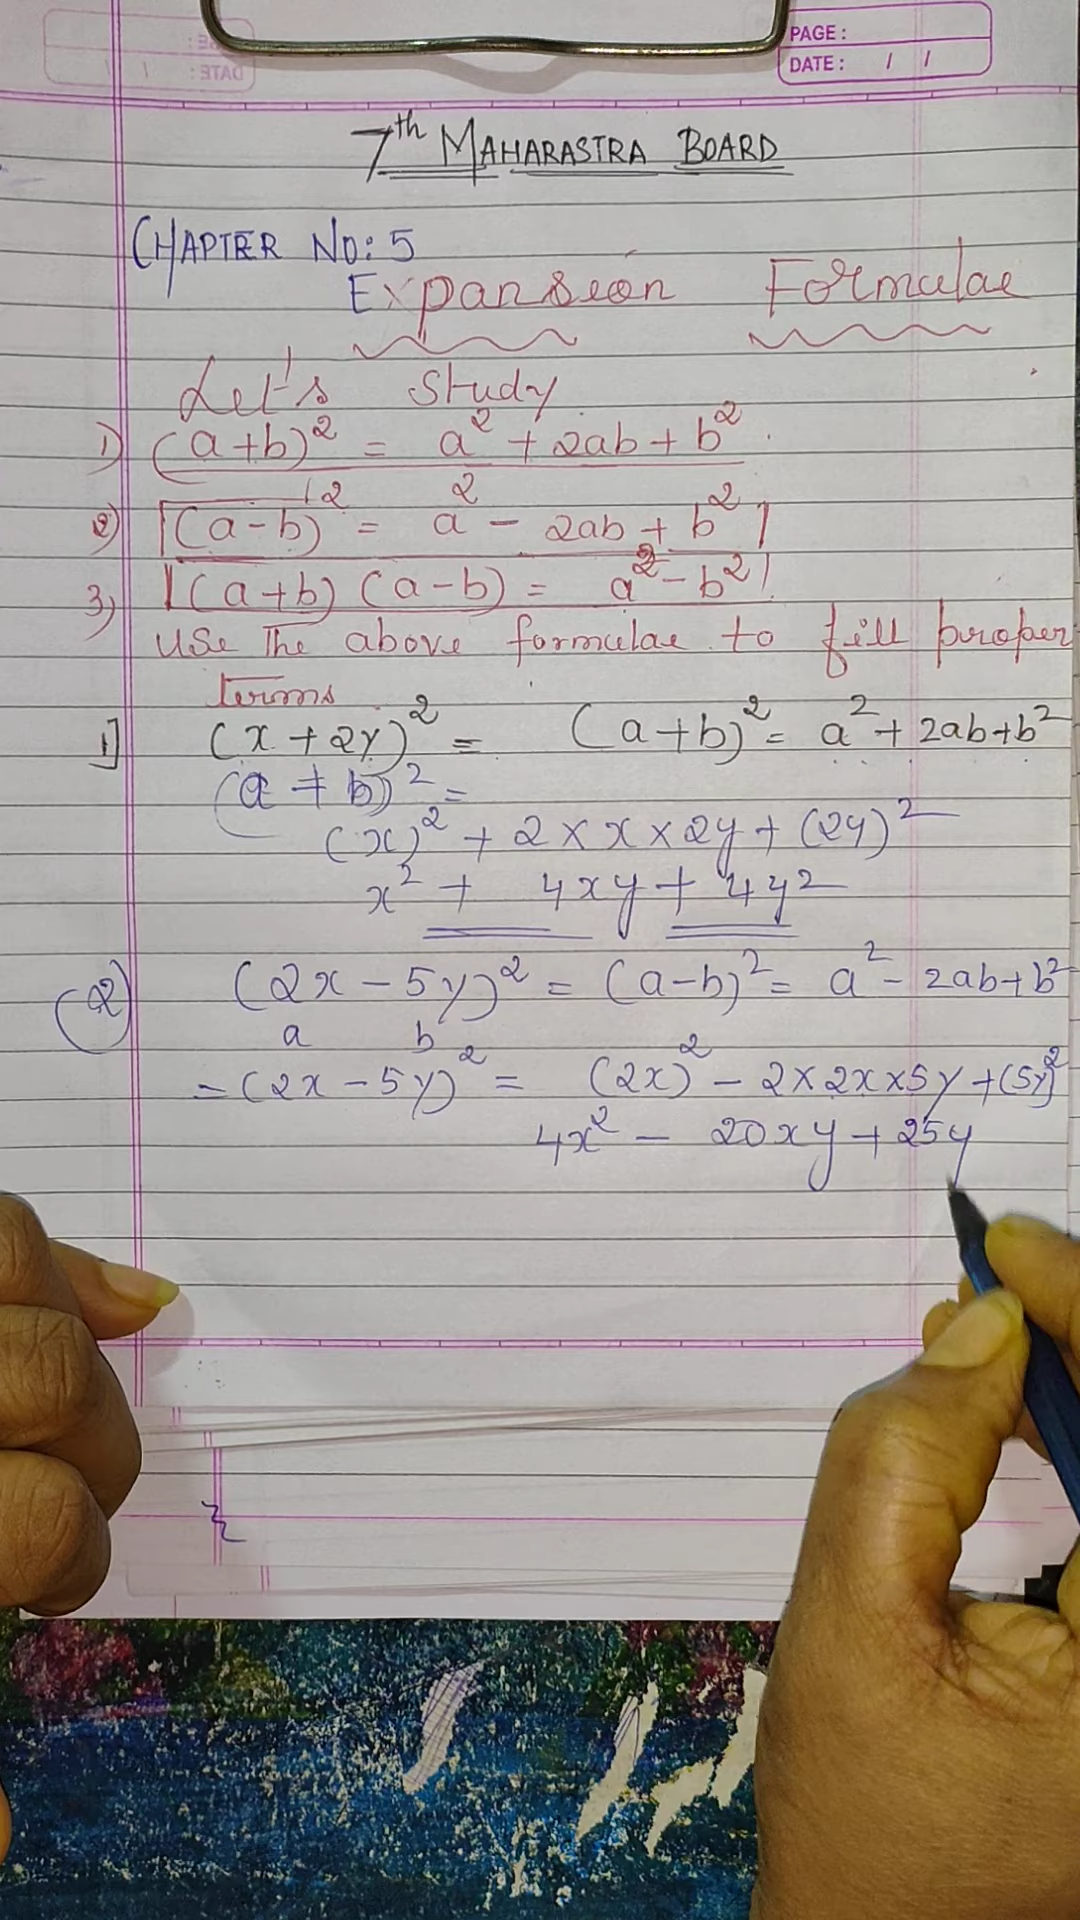 PAGE :
DATE : / /
7th MAHARASTRA BOARD
CHAPTER NO: 5
Expansion Formulae
Let's Study
1) (a+b)² = a² + 2ab + b²
2) (a-b)² = a² - 2ab + b²
3) (a+b) (a-b) = a² - b²
use The above formulae to fill proper
terms
1] (x + 2y)² = (a+b)² = a² + 2ab + b²
(a + b)² =
(x)² + 2 × x × 2y + (2y)²
x² + 4xy + 4y²
(2) (2x - 5y)² = (a-b)² = a² - 2ab + b²
a b
= (2x - 5y)² = (2x)² - 2 × 2x × 5y + (5y)²
4x² - 20xy + 25y